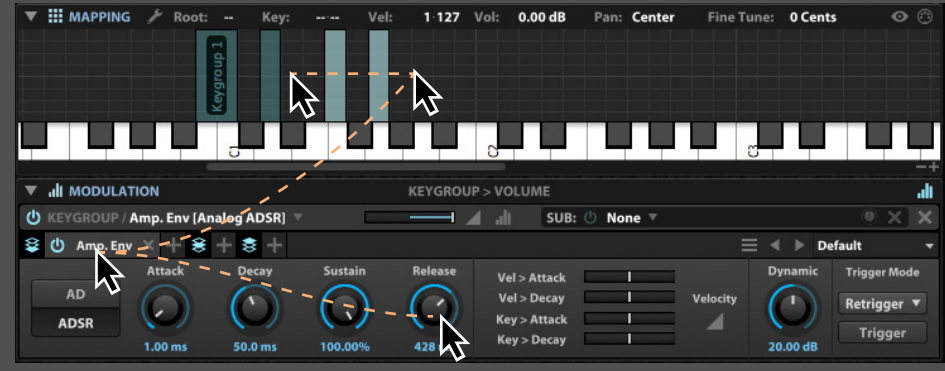 MAPPING Root: -- Key: --·-- Vel: 1·127 Vol: 0.00 dB Pan: Center Fine Tune: 0 Cents
Keygroup 1
C1 C2 C3
MODULATION KEYGROUP > VOLUME
KEYGROUP / Amp. Env [Analog ADSR] SUB: None
Amp. Env Default
Attack Decay Sustain Release Dynamic Trigger Mode
AD
ADSR
Vel > Attack
Vel > Decay
Key > Attack
Key > Decay
Velocity
Retrigger
Trigger
1.00 ms 50.0 ms 100.00% 428 20.00 dB